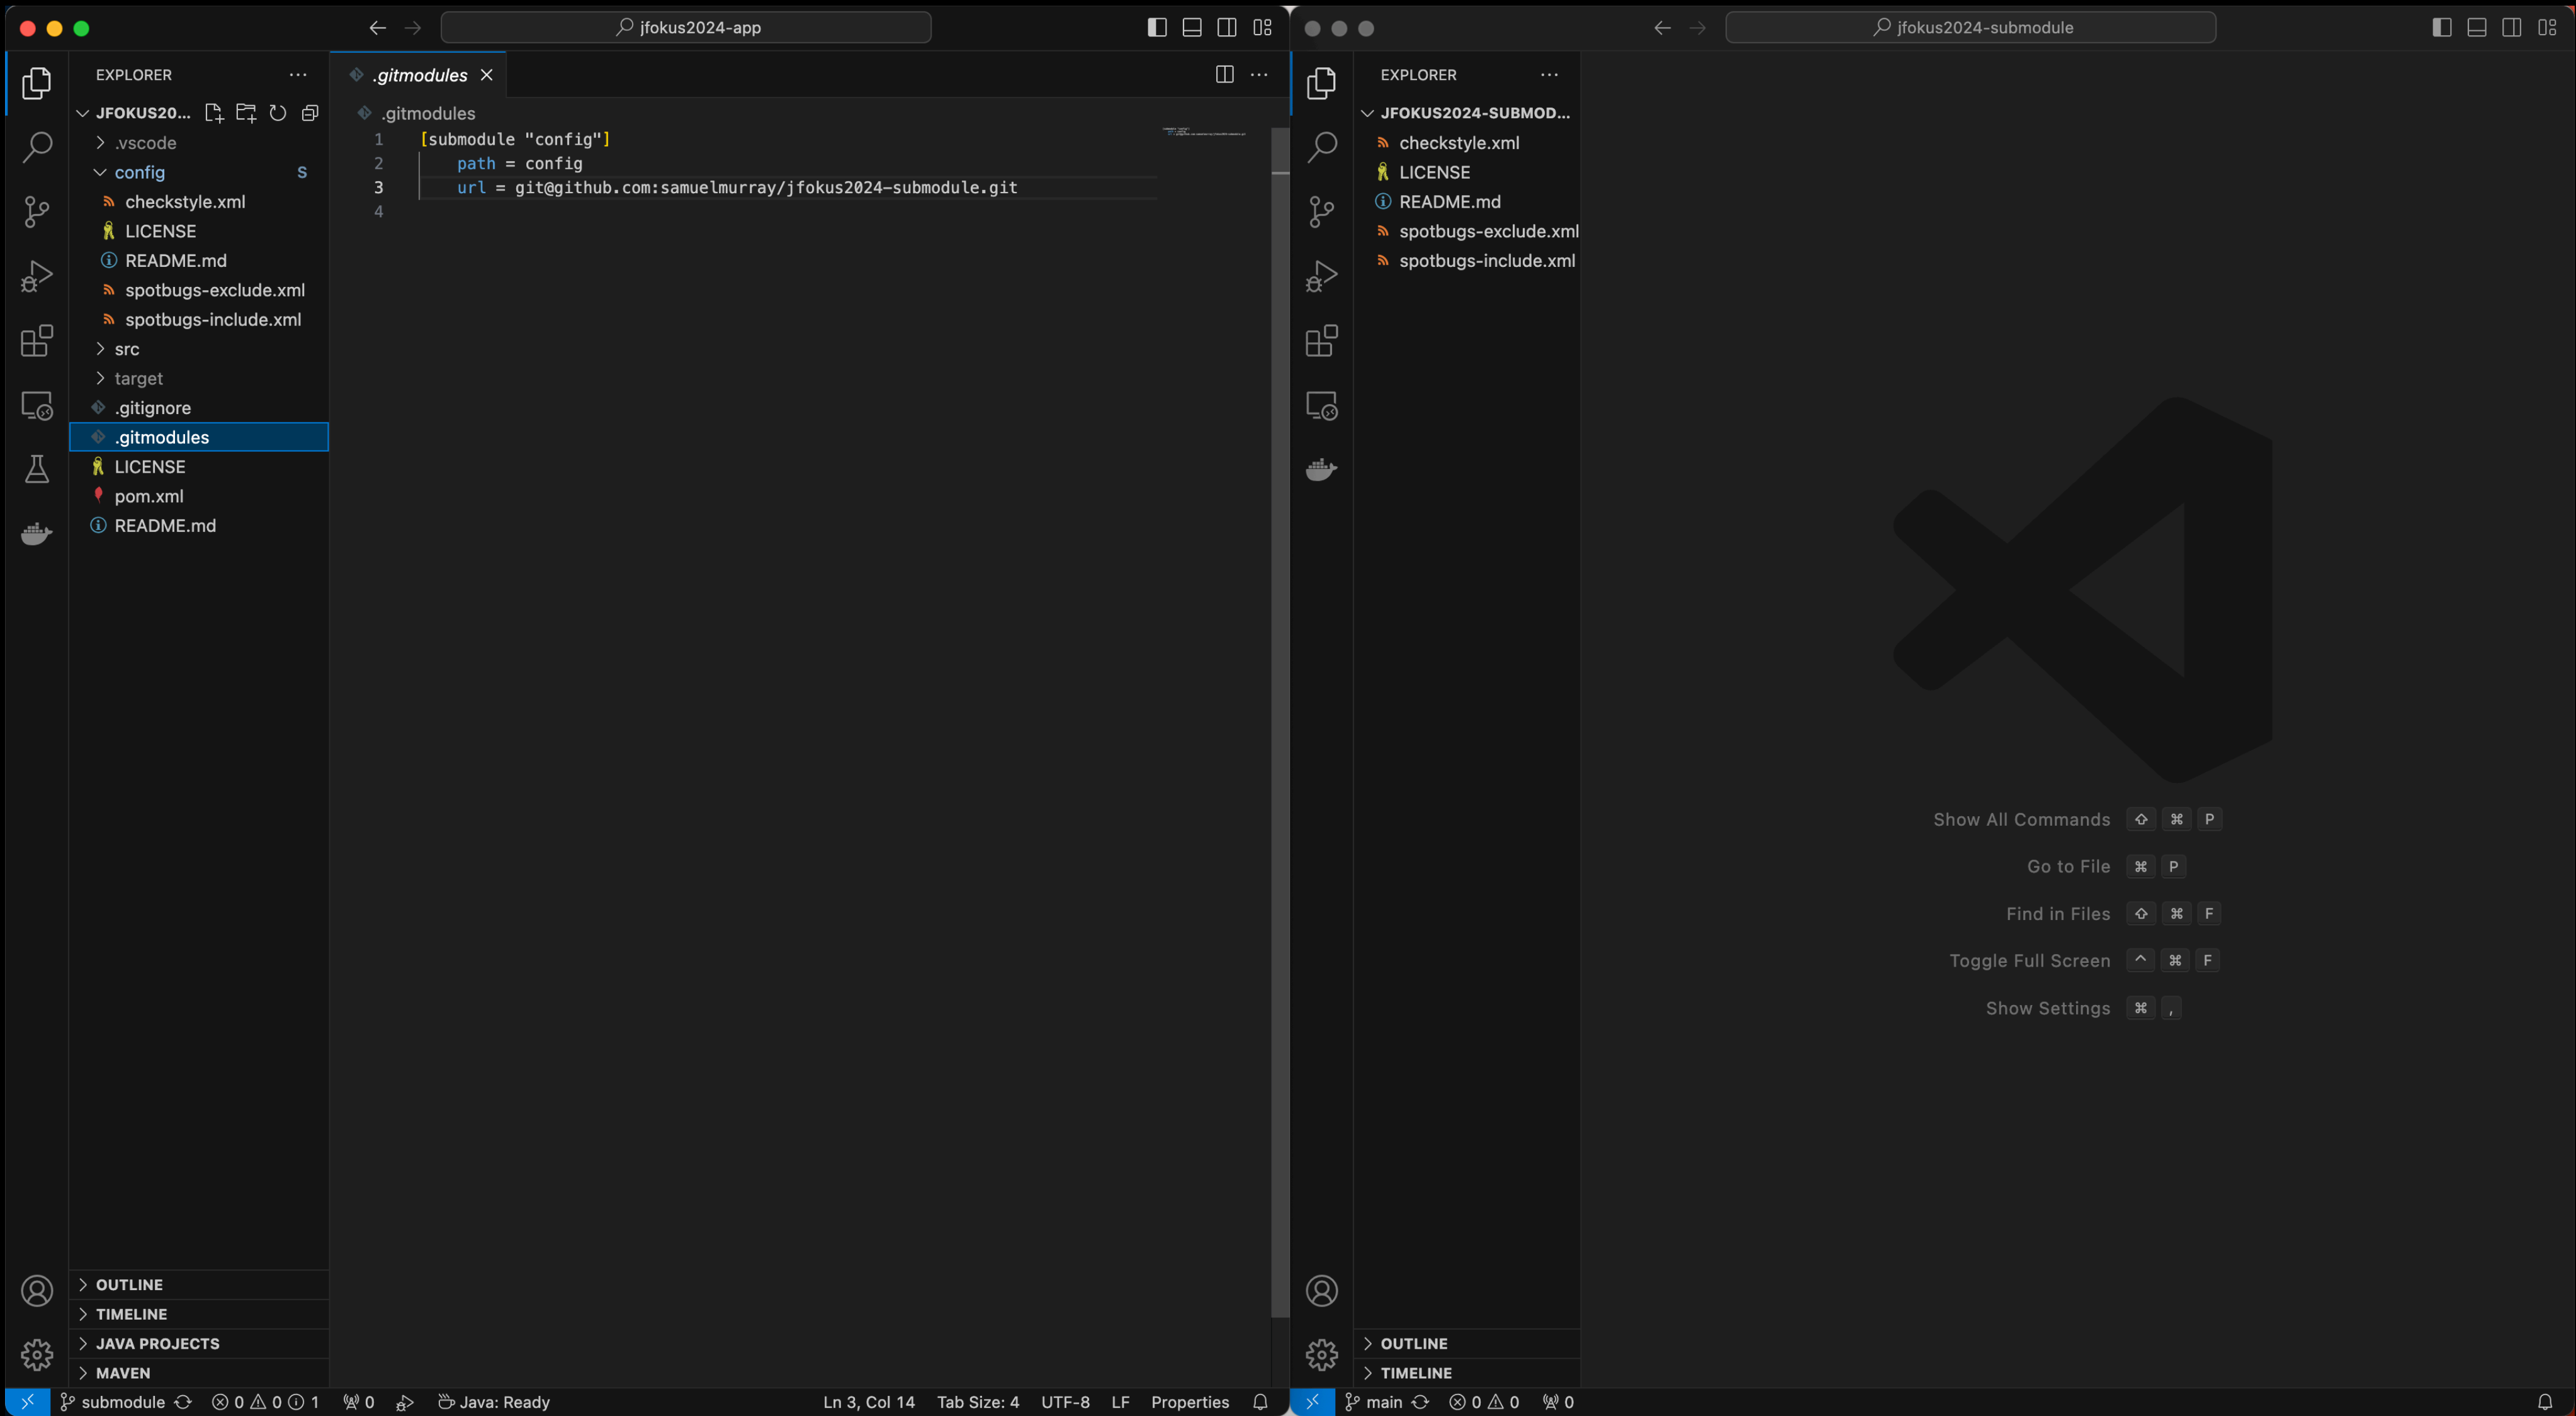 jfokus2024-app
EXPLORER
JFOKUS20...
.vscode
config S
checkstyle.xml
LICENSE
README.md
spotbugs-exclude.xml
spotbugs-include.xml
src
target
.gitignore
.gitmodules
LICENSE
pom.xml
README.md
OUTLINE
TIMELINE
JAVA PROJECTS
MAVEN
.gitmodules
.gitmodules
1 [submodule "config"]
2 path = config
3 url = git@github.com:samuelmurray/jfokus2024-submodule.git
4
submodule 0 0 1 0 Java: Ready Ln 3, Col 14 Tab Size: 4 UTF-8 LF Properties
jfokus2024-submodule
EXPLORER
JFOKUS2024-SUBMOD...
checkstyle.xml
LICENSE
README.md
spotbugs-exclude.xml
spotbugs-include.xml
OUTLINE
TIMELINE
Show All Commands ⇧ ⌘ P
Go to File ⌘ P
Find in Files ⇧ ⌘ F
Toggle Full Screen ^ ⌘ F
Show Settings ⌘ ,
main 0 0 0